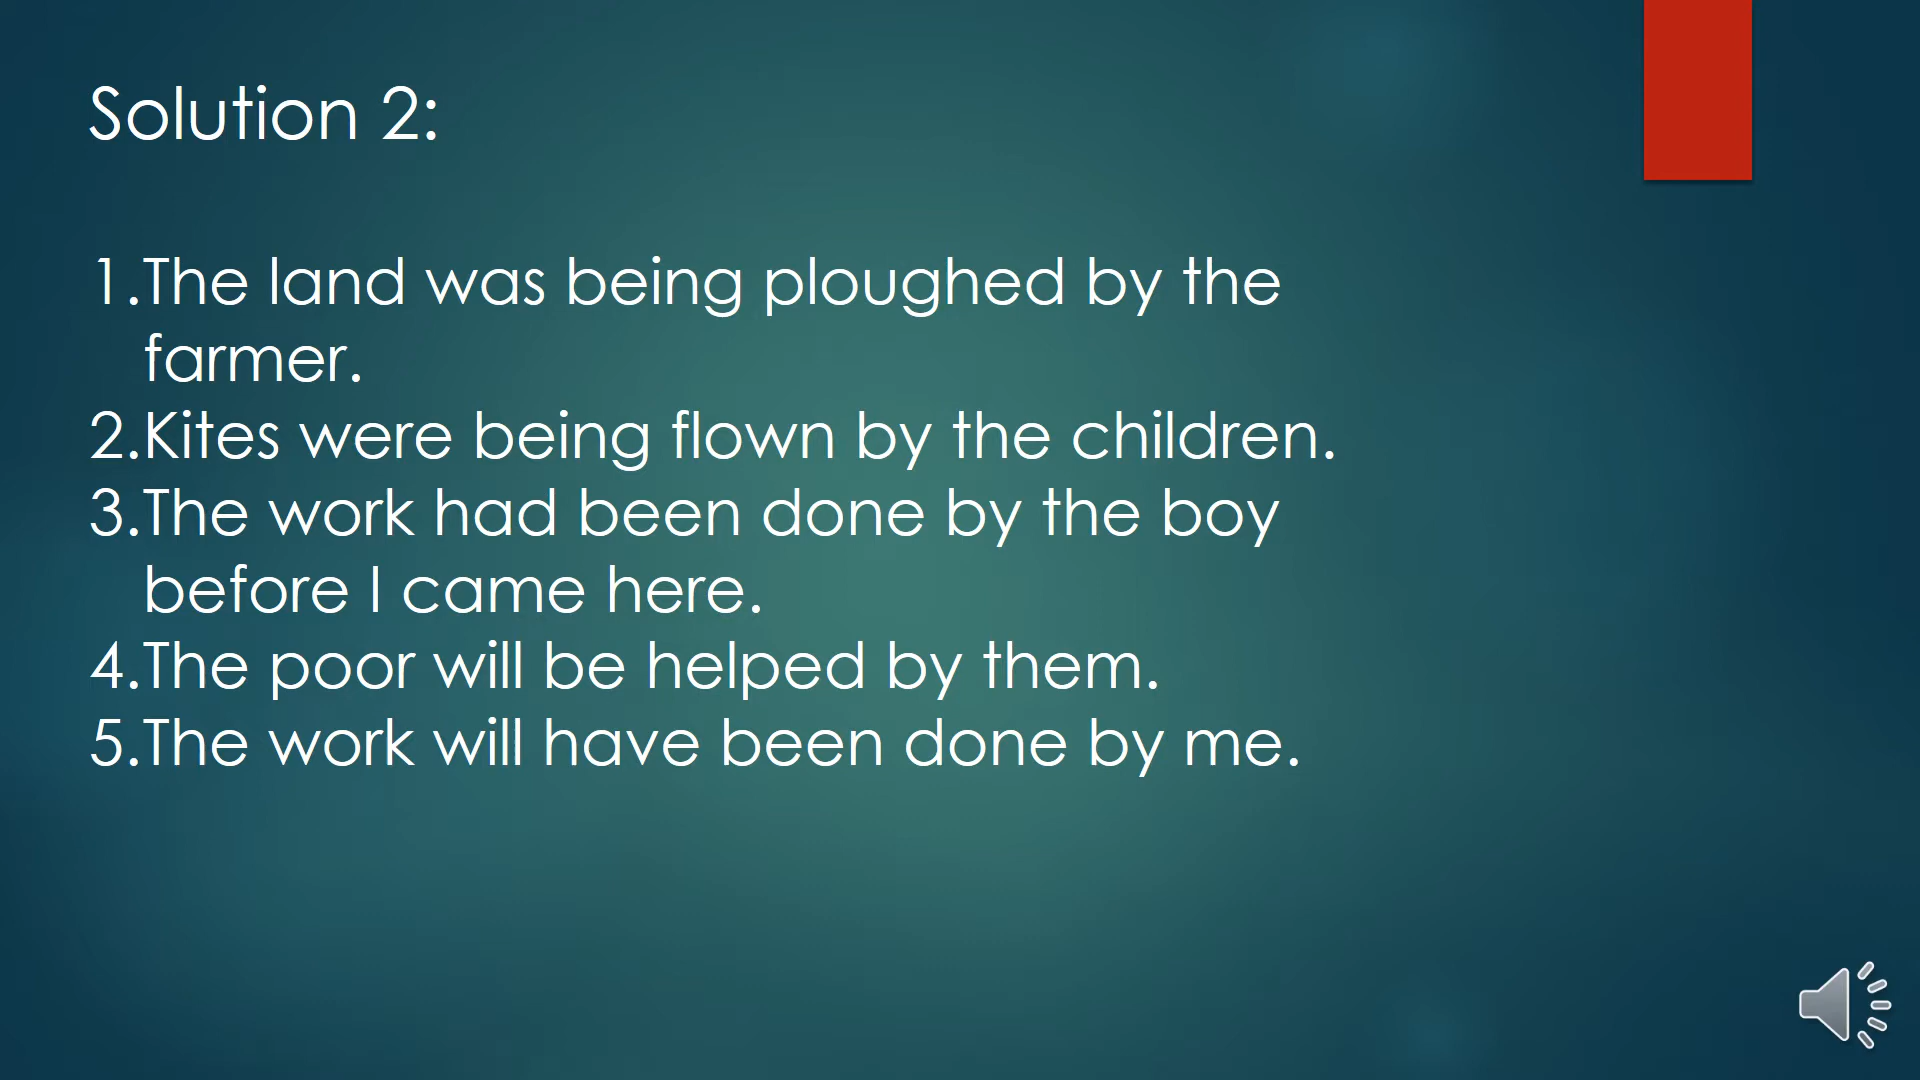 Solution 2:
1.The land was being ploughed by the
farmer.
2.Kites were being flown by the children.
3.The work had been done by the boy
before I came here.
4.The poor will be helped by them.
5.The work will have been done by me.